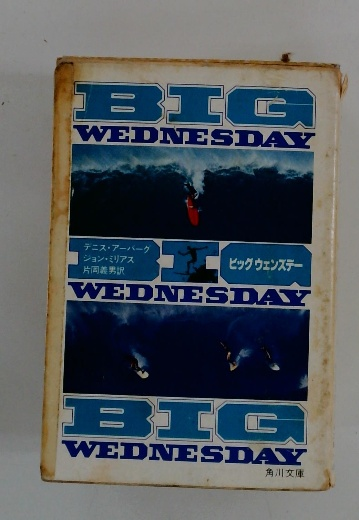 BIG
WEDNESDAY
デニス・アーバーグ
ジョン・ミリアス
片岡義男訳
BIG
ビッグ ウェンズデー
WEDNESDAY
BIG
WEDNESDAY
角川文庫